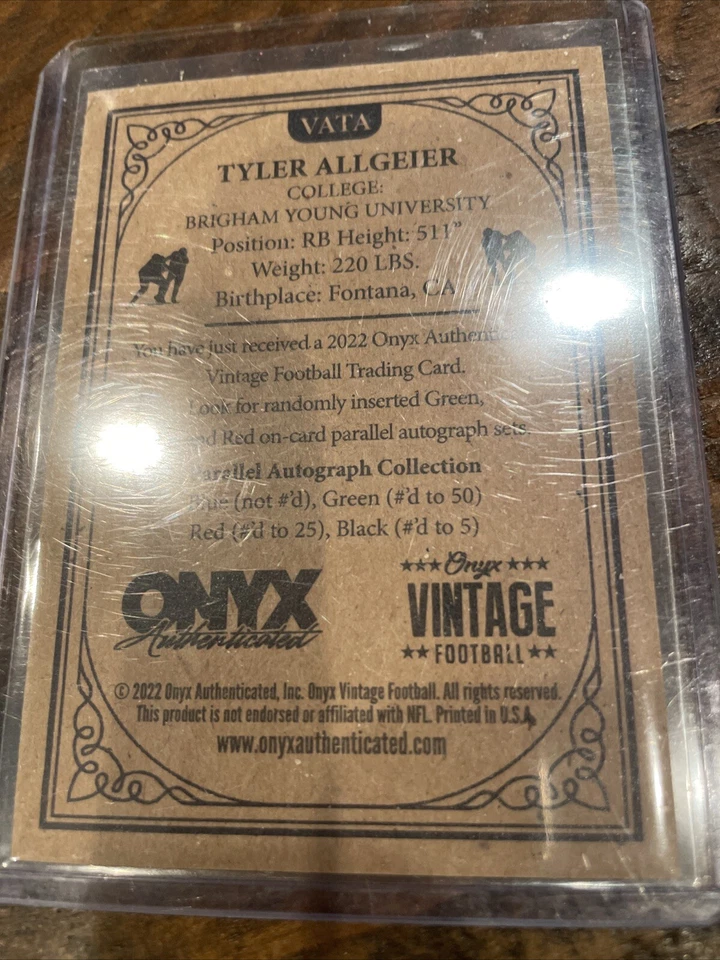 VATA
TYLER ALLGEIER
COLLEGE:
BRIGHAM YOUNG UNIVERSITY
Position: RB Height: 511"
Weight: 220 LBS.
Birthplace: Fontana, CA
You have just received a 2022 Onyx
Vintage Football Trading Card.
Look for randomly inserted Green,
and Red on-card parallel autograph sets.
Parallel Autograph Collection
Blue (not #'d), Green (#'d to 50)
Red (#'d to 25), Black (#'d to 5)
ONYX
Authenticated
★★★ Onyx ★★★
VINTAGE
★★ FOOTBALL ★★
© 2022 Onyx Authenticated, Inc. Onyx Vintage Football. All rights reserved.
This product is not endorsed or affiliated with NFL. Printed in U.S.A.
www.onyxauthenticated.com